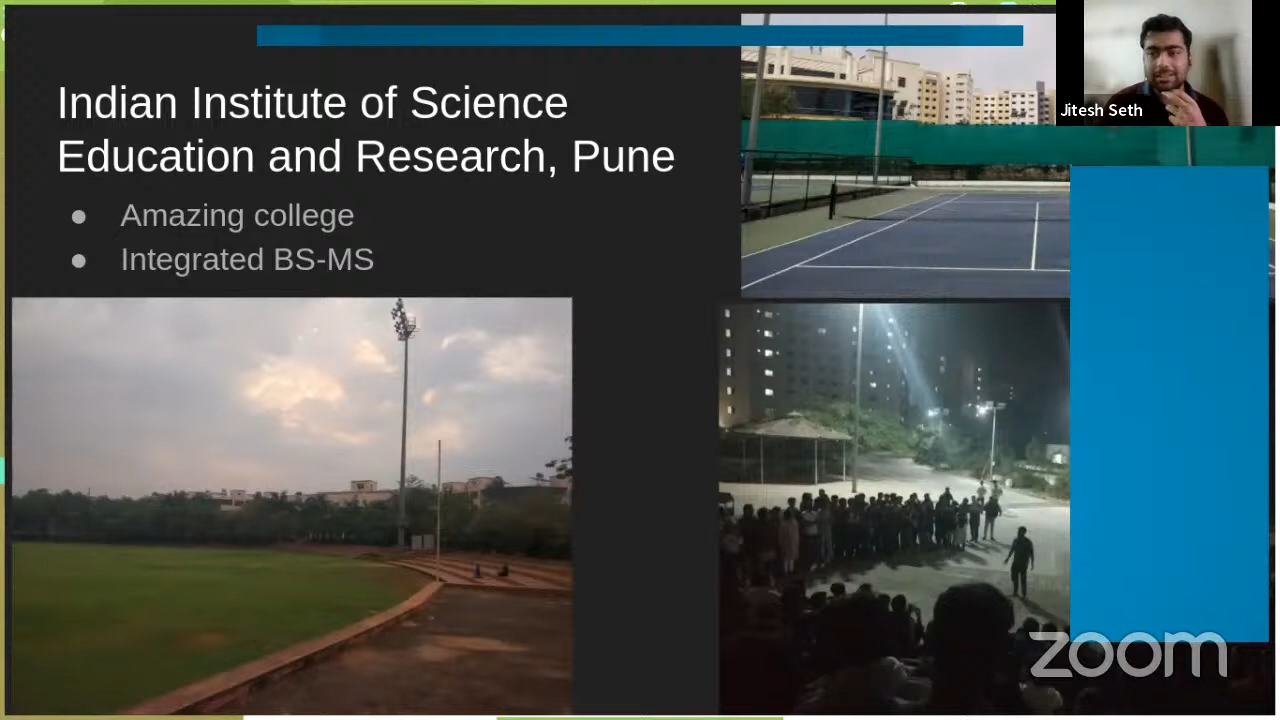 Indian Institute of Science
Education and Research, Pune
● Amazing college
● Integrated BS-MS
Jitesh Seth
zoom